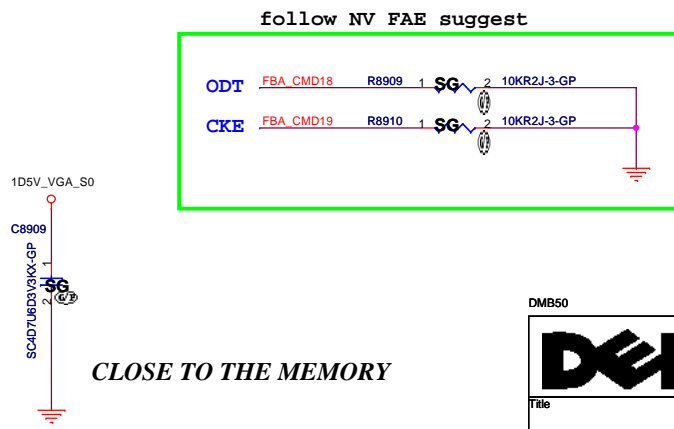 follow NV FAE suggest
ODT FBA_CMD18 R8909 1 SG 2 10KR2J-3-GP
G/P
CKE FBA_CMD19 R8910 1 SG 2 10KR2J-3-GP
G/P
1D5V_VGA_S0
C8909
1
SG
2
G/P
SC4D7U6D3V3KX-GP
CLOSE TO THE MEMORY
DMB50
DELL
Title